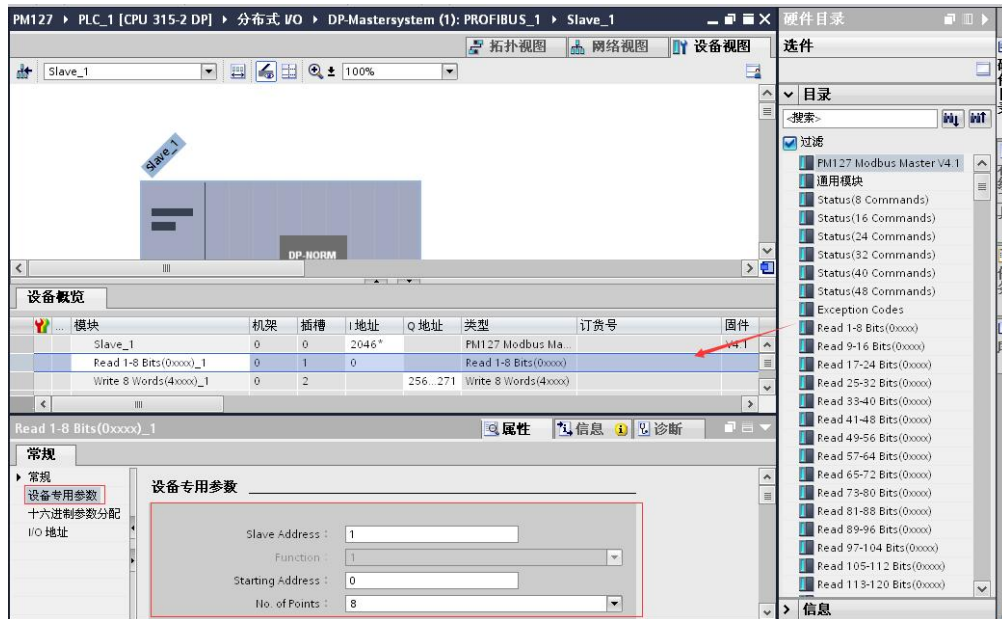 PM127 ▸ PLC_1 [CPU 315-2 DP] ▸ 分布式 I/O ▸ DP-Mastersystem (1): PROFIBUS_1 ▸ Slave_1
拓扑视图 网络视图 设备视图
Slave_1 100%
slave_1
DP-NORM
设备概览
... 模块 机架 插槽 I地址 Q地址 类型 订货号 固件
Slave_1 0 0 2046* PM127 Modbus Ma... V4.1
Read 1-8 Bits(0xxxx)_1 0 1 0 Read 1-8 Bits(0xxxx)
Write 8 Words(4xxxx)_1 0 2 256...271 Write 8 Words(4xxxx)
Read 1-8 Bits(0xxxx)_1
属性 信息 诊断
常规
常规
设备专用参数
十六进制参数分配
I/O 地址
设备专用参数
Slave Address: 1
Function: 1
Starting Address: 0
No. of Points: 8
硬件目录
选件
目录
<搜索>
过滤
PM127 Modbus Master V4.1
通用模块
Status(8 Commands)
Status(16 Commands)
Status(24 Commands)
Status(32 Commands)
Status(40 Commands)
Status(48 Commands)
Exception Codes
Read 1-8 Bits(0xxxx)
Read 9-16 Bits(0xxxx)
Read 17-24 Bits(0xxxx)
Read 25-32 Bits(0xxxx)
Read 33-40 Bits(0xxxx)
Read 41-48 Bits(0xxxx)
Read 49-56 Bits(0xxxx)
Read 57-64 Bits(0xxxx)
Read 65-72 Bits(0xxxx)
Read 73-80 Bits(0xxxx)
Read 81-88 Bits(0xxxx)
Read 89-96 Bits(0xxxx)
Read 97-104 Bits(0xxxx)
Read 105-112 Bits(0xxxx)
Read 113-120 Bits(0xxxx)
信息